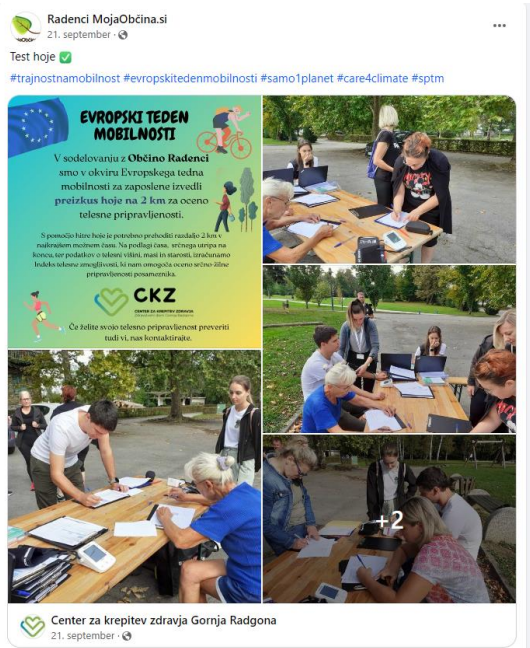 Radenci MojaObčina.si
21. september
Test hoje ✅
#trajnostnamobilnost #evropskitedenmobilnosti #samo1planet #care4climate #sptm
EVROPSKI TEDEN
MOBILNOSTI
V sodelovanju z Občino Radenci
smo v okviru Evropskega tedna
mobilnosti za zaposlene izvedli
preizkus hoje na 2 km za oceno
telesne pripravljenosti.
S pomočjo hitre hoje je potrebno prehoditi razdaljo 2 km v
najkrajšem možnem času. Na podlagi časa, srčnega utripa na
koncu, ter podatkov o telesni višini, masi in starosti, izračunamo
Indeks telesne zmogljivosti, ki nam omogoča oceno srčno-žilne
pripravljenosti posameznika.
CKZ
CENTER ZA KREPITEV ZDRAVJA
Če želite svojo telesno pripravljenost preveriti
tudi vi, nas kontaktirajte.
+2
Center za krepitev zdravja Gornja Radgona
21. september